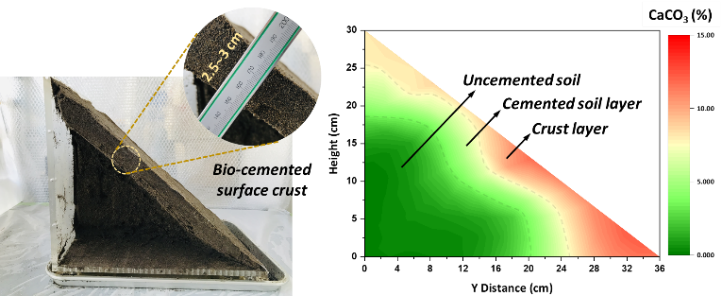 2.5~3 cm
Bio-cemented
surface crust
CaCO₃ (%)
15.00
10.00
5.000
0.000
Uncemented soil
Cemented soil layer
Crust layer
Height (cm)
30
25
20
15
10
5
0
0 4 8 12 16 20 24 28 32 36
Y Distance (cm)